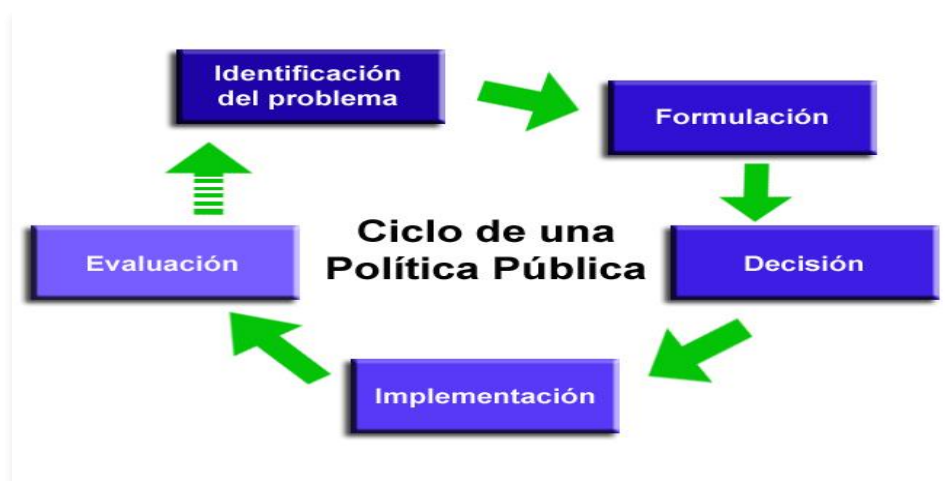 Identificación
del problema
Formulación
Ciclo de una
Política Pública
Decisión
Implementación
Evaluación